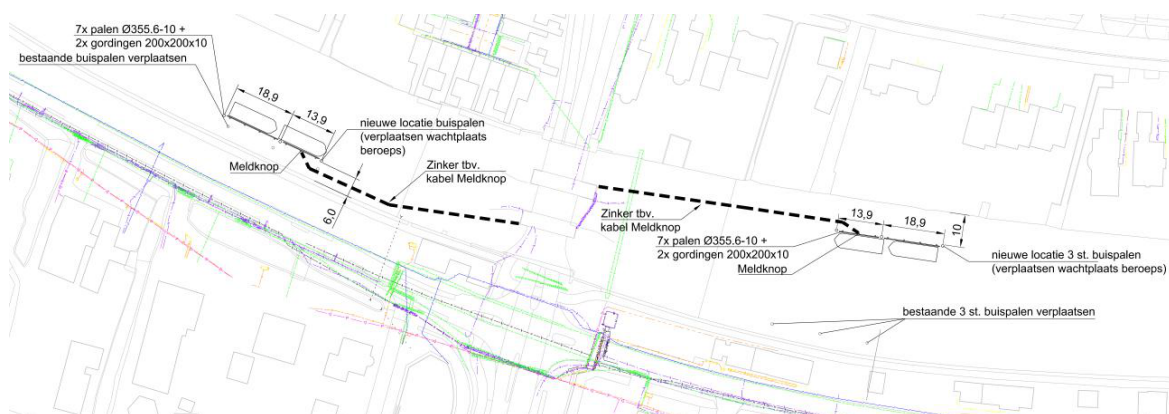 7x palen Ø355.6-10 +
2x gordingen 200x200x10
bestaande buispalen verplaatsen
18,9
13,9
nieuwe locatie buispalen
(verplaatsen wachtplaats
beroeps)
Meldknop
Zinker tbv.
kabel Meldknop
6,0
Zinker tbv.
kabel Meldknop
7x palen Ø355.6-10 +
2x gordingen 200x200x10
Meldknop
13,9
18,9
10
nieuwe locatie 3 st. buispalen
(verplaatsen wachtplaats beroeps)
bestaande 3 st. buispalen verplaatsen